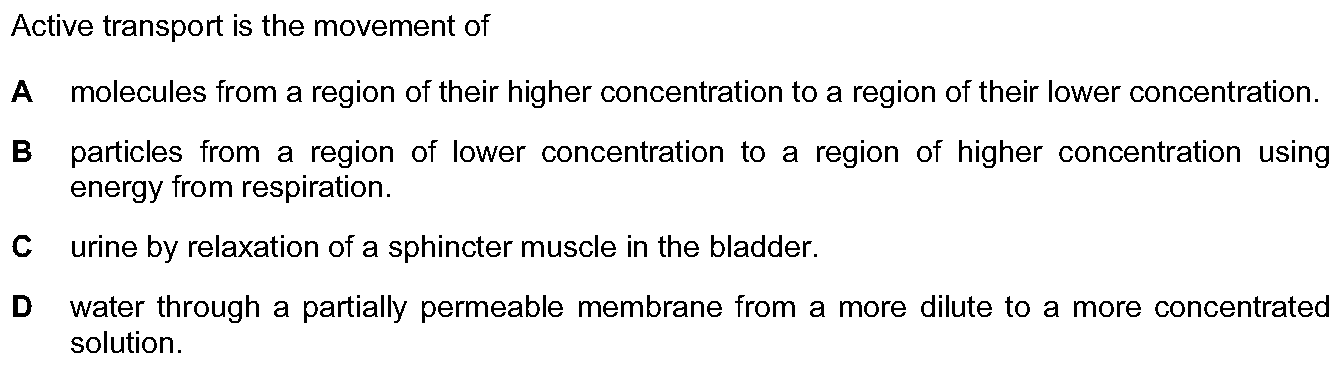 Active transport is the movement of
A molecules from a region of their higher concentration to a region of their lower concentration.
B particles from a region of lower concentration to a region of higher concentration using
energy from respiration.
C urine by relaxation of a sphincter muscle in the bladder.
D water through a partially permeable membrane from a more dilute to a more concentrated
solution.